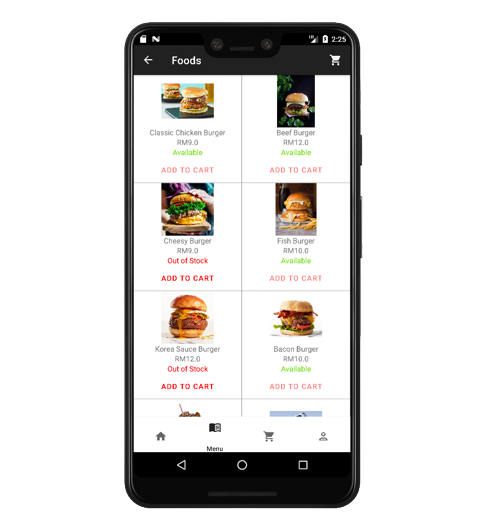 2:25
Foods
Classic Chicken Burger
RM9.0
Available
ADD TO CART
Beef Burger
RM12.0
Available
ADD TO CART
Cheesy Burger
RM9.0
Out of Stock
ADD TO CART
Fish Burger
RM10.0
Available
ADD TO CART
Korea Sauce Burger
RM12.0
Out of Stock
ADD TO CART
Bacon Burger
RM10.0
Available
ADD TO CART
Menu